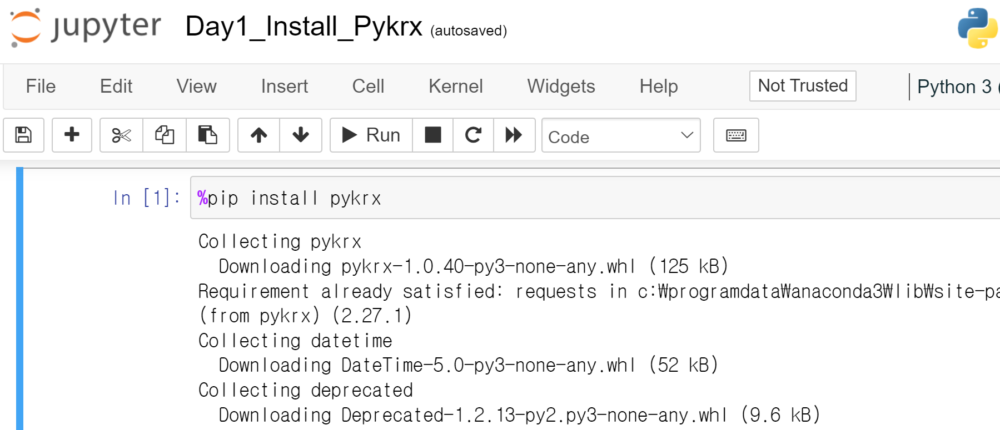 jupyter Day1_Install_Pykrx (autosaved)
File Edit View Insert Cell Kernel Widgets Help Not Trusted Python 3 (
Run Code
In [1]: %pip install pykrx
Collecting pykrx
Downloading pykrx-1.0.40-py3-none-any.whl (125 kB)
Requirement already satisfied: requests in c:₩programdata₩anaconda3₩lib₩site-pa
(from pykrx) (2.27.1)
Collecting datetime
Downloading DateTime-5.0-py3-none-any.whl (52 kB)
Collecting deprecated
Downloading Deprecated-1.2.13-py2.py3-none-any.whl (9.6 kB)